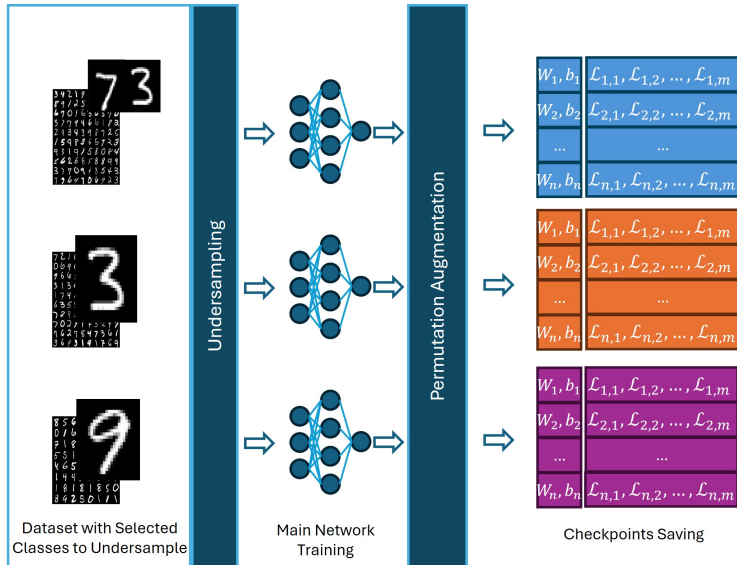 7 3
3
9
Undersampling
Permutation Augmentation
W₁, b₁ ℒ₁,₁, ℒ₁,₂, ..., ℒ₁,ₘ
W₂, b₂ ℒ₂,₁, ℒ₂,₂, ..., ℒ₂,ₘ
... ...
Wₙ, bₙ ℒₙ,₁, ℒₙ,₂, ..., ℒₙ,ₘ
W₁, b₁ ℒ₁,₁, ℒ₁,₂, ..., ℒ₁,ₘ
W₂, b₂ ℒ₂,₁, ℒ₂,₂, ..., ℒ₂,ₘ
... ...
Wₙ, bₙ ℒₙ,₁, ℒₙ,₂, ..., ℒₙ,ₘ
W₁, b₁ ℒ₁,₁, ℒ₁,₂, ..., ℒ₁,ₘ
W₂, b₂ ℒ₂,₁, ℒ₂,₂, ..., ℒ₂,ₘ
... ...
Wₙ, bₙ ℒₙ,₁, ℒₙ,₂, ..., ℒₙ,ₘ
Dataset with Selected
Classes to Undersample
Main Network
Training
Checkpoints Saving